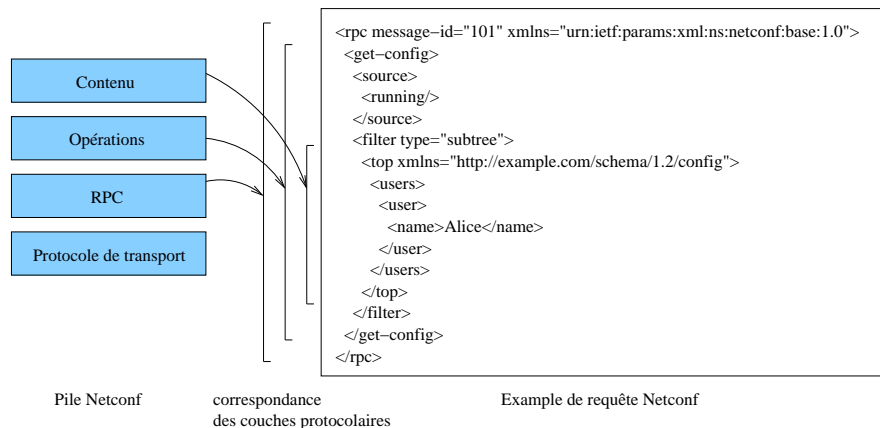 Contenu
Opérations
RPC
Protocole de transport
<rpc message−id="101" xmlns="urn:ietf:params:xml:ns:netconf:base:1.0">
<get−config>
<source>
<running/>
</source>
<filter type="subtree">
<top xmlns="http://example.com/schema/1.2/config">
<users>
<user>
<name>Alice</name>
</user>
</users>
</top>
</filter>
</get−config>
</rpc>
Pile Netconf
correspondance
des couches protocolaires
Example de requête Netconf